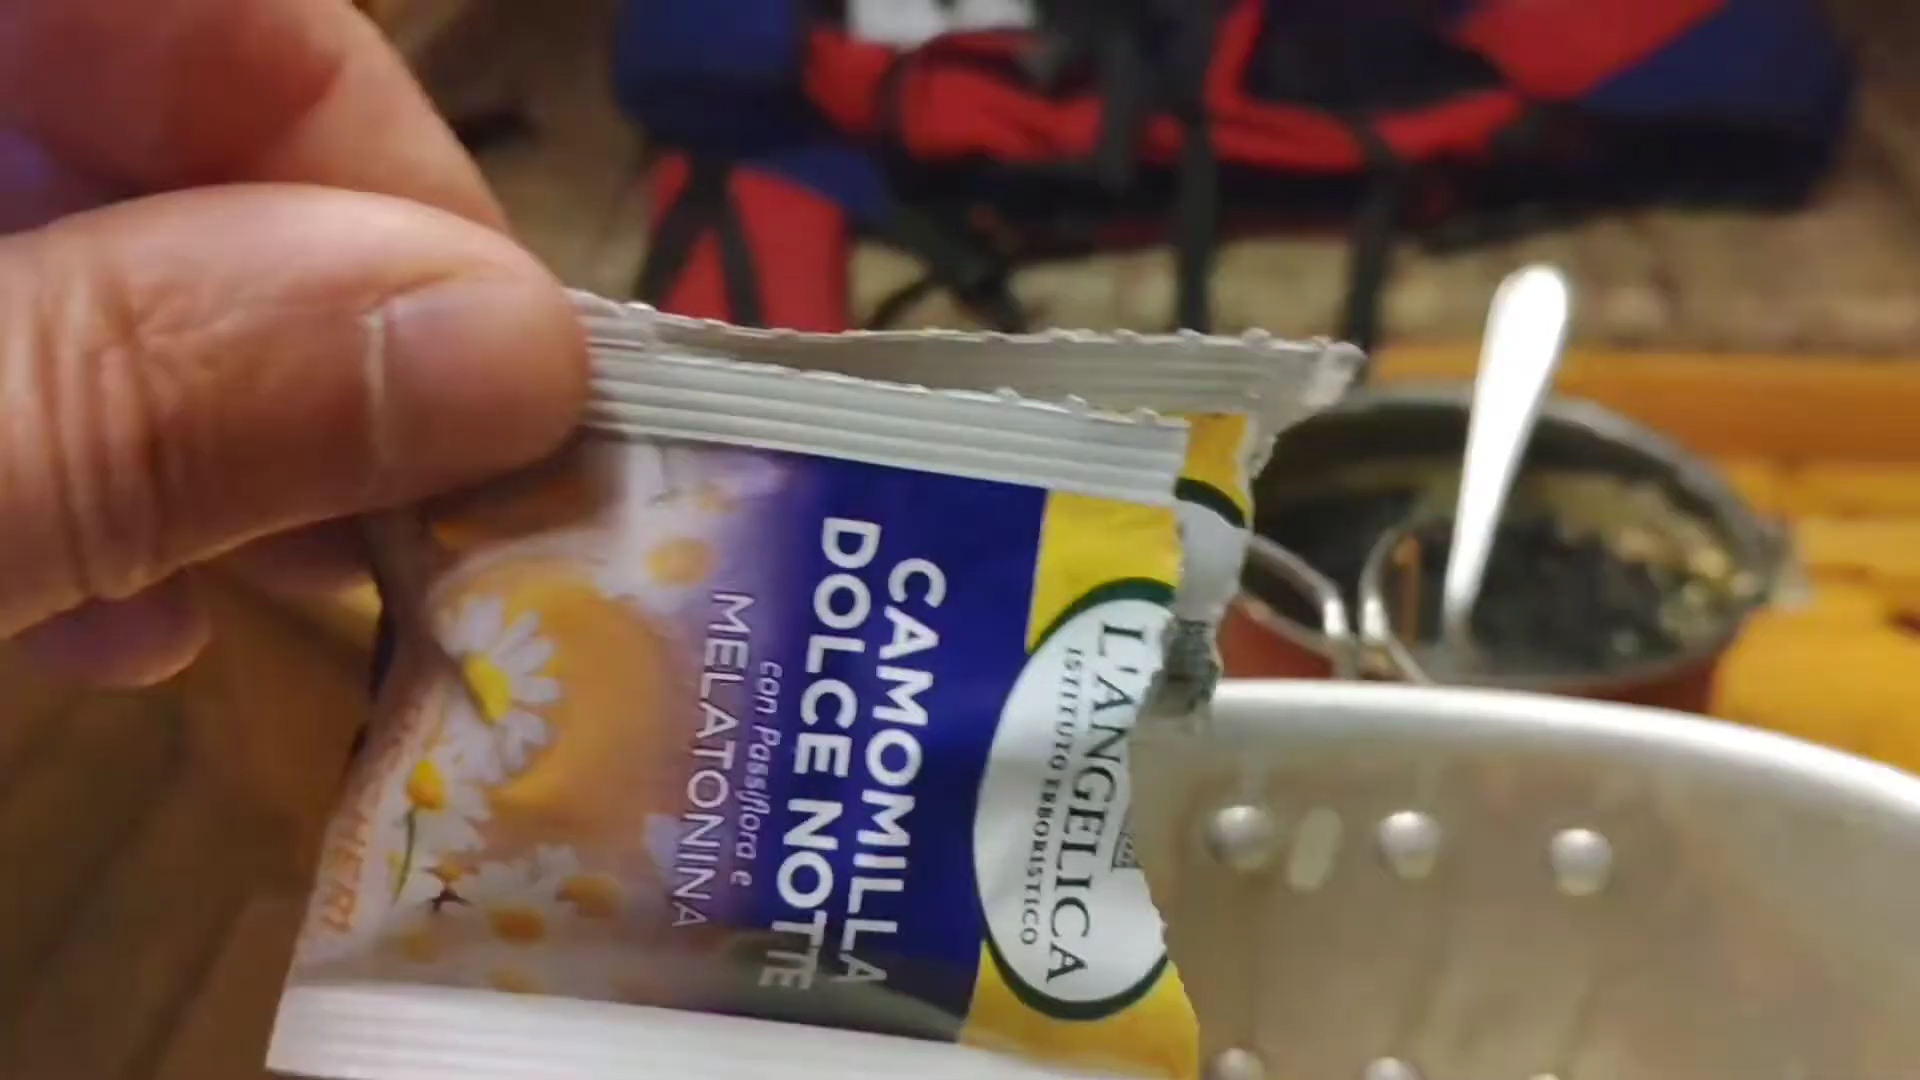 L'ANGELICA
ISTITUTO ERBORISTICO
CAMOMILLA
DOLCE NOTTE
con Passiflora e
MELATONINA